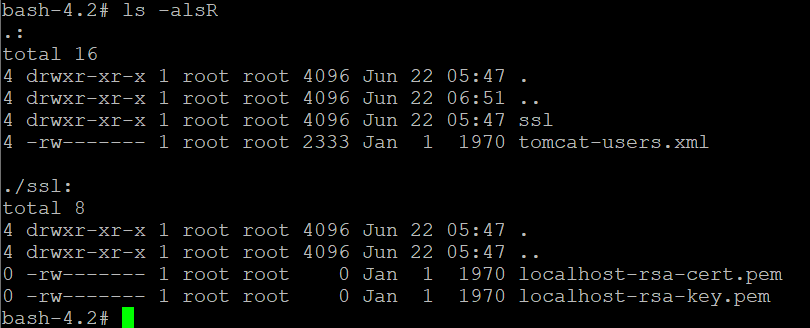 bash-4.2# ls -alsR
.:
total 16
4 drwxr-xr-x 1 root root 4096 Jun 22 05:47 .
4 drwxr-xr-x 1 root root 4096 Jun 22 06:51 ..
4 drwxr-xr-x 1 root root 4096 Jun 22 05:47 ssl
4 -rw------- 1 root root 2333 Jan  1  1970 tomcat-users.xml

./ssl:
total 8
4 drwxr-xr-x 1 root root 4096 Jun 22 05:47 .
4 drwxr-xr-x 1 root root 4096 Jun 22 05:47 ..
0 -rw------- 1 root root    0 Jan  1  1970 localhost-rsa-cert.pem
0 -rw------- 1 root root    0 Jan  1  1970 localhost-rsa-key.pem
bash-4.2#